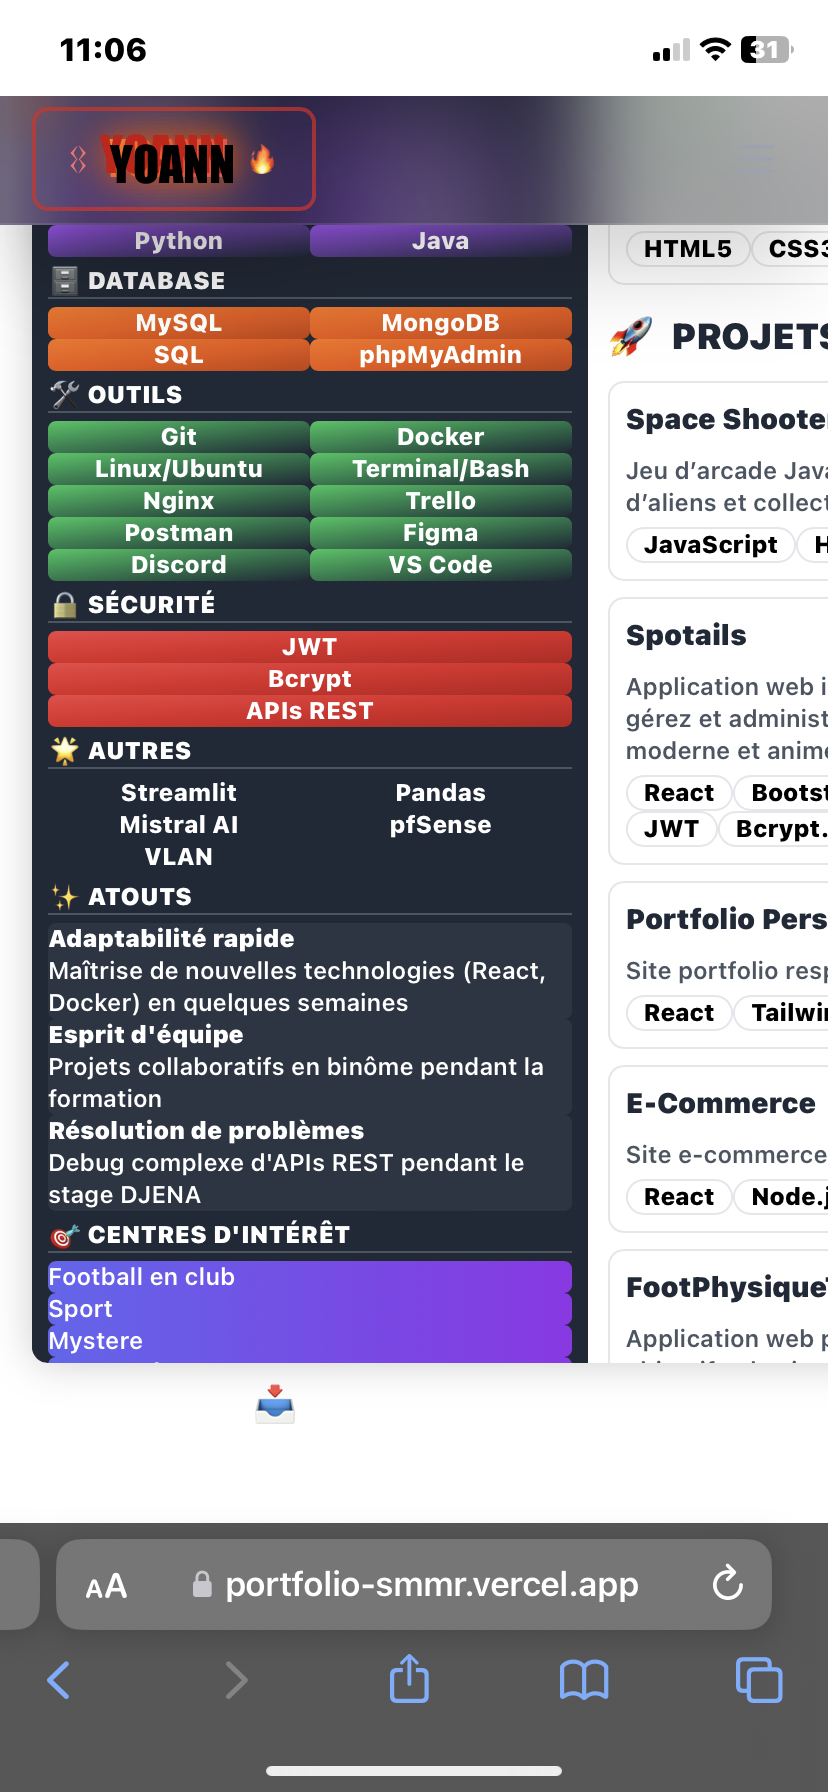 11:06
31
YOANN
Python
Java
DATABASE
MySQL
MongoDB
SQL
phpMyAdmin
OUTILS
Git
Docker
Linux/Ubuntu
Terminal/Bash
Nginx
Trello
Postman
Figma
Discord
VS Code
SÉCURITÉ
JWT
Bcrypt
APIs REST
AUTRES
Streamlit
Pandas
Mistral AI
pfSense
VLAN
ATOUTS
Adaptabilité rapide
Maîtrise de nouvelles technologies (React,
Docker) en quelques semaines
Esprit d'équipe
Projets collaboratifs en binôme pendant la
formation
Résolution de problèmes
Debug complexe d'APIs REST pendant le
stage DJENA
CENTRES D'INTÉRÊT
Football en club
Sport
Mystere
HTML5
CSS3
PROJETS
Space Shooter
Jeu d’arcade Java
d’aliens et collect
JavaScript
H
Spotails
Application web i
gérez et administ
moderne et anime
React
Bootst
JWT
Bcrypt.
Portfolio Pers
Site portfolio resp
React
Tailwin
E-Commerce
Site e-commerce
React
Node.j
FootPhysique
Application web p
AA
portfolio-smmr.vercel.app